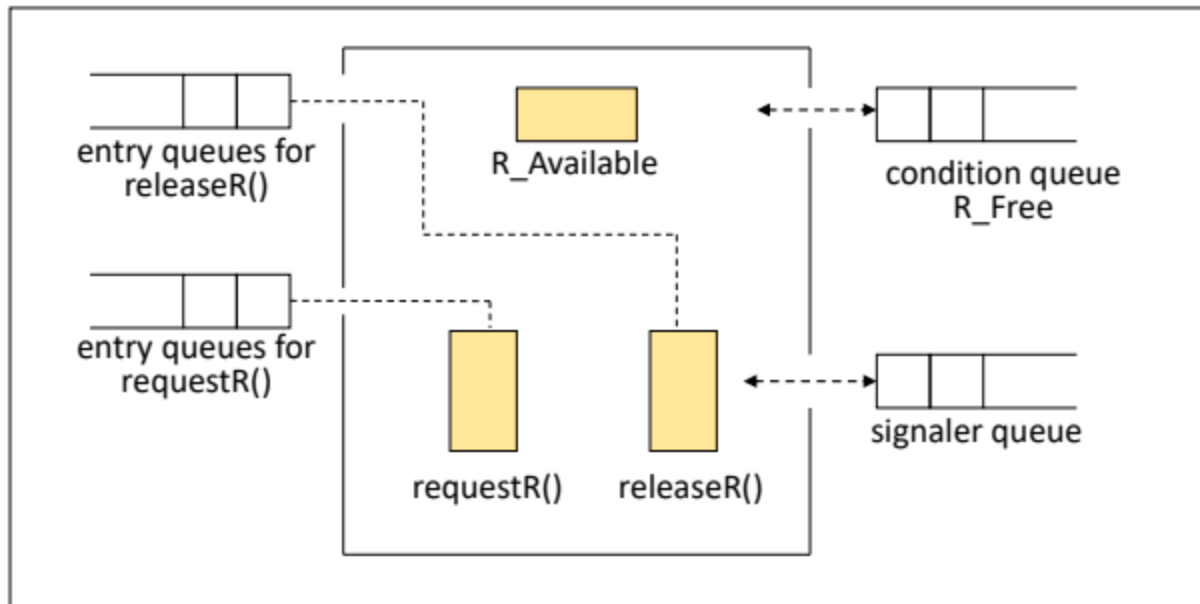 entry queues for
releaseR()
R_Available
condition queue
R_Free
entry queues for
requestR()
signaler queue
requestR()
releaseR()